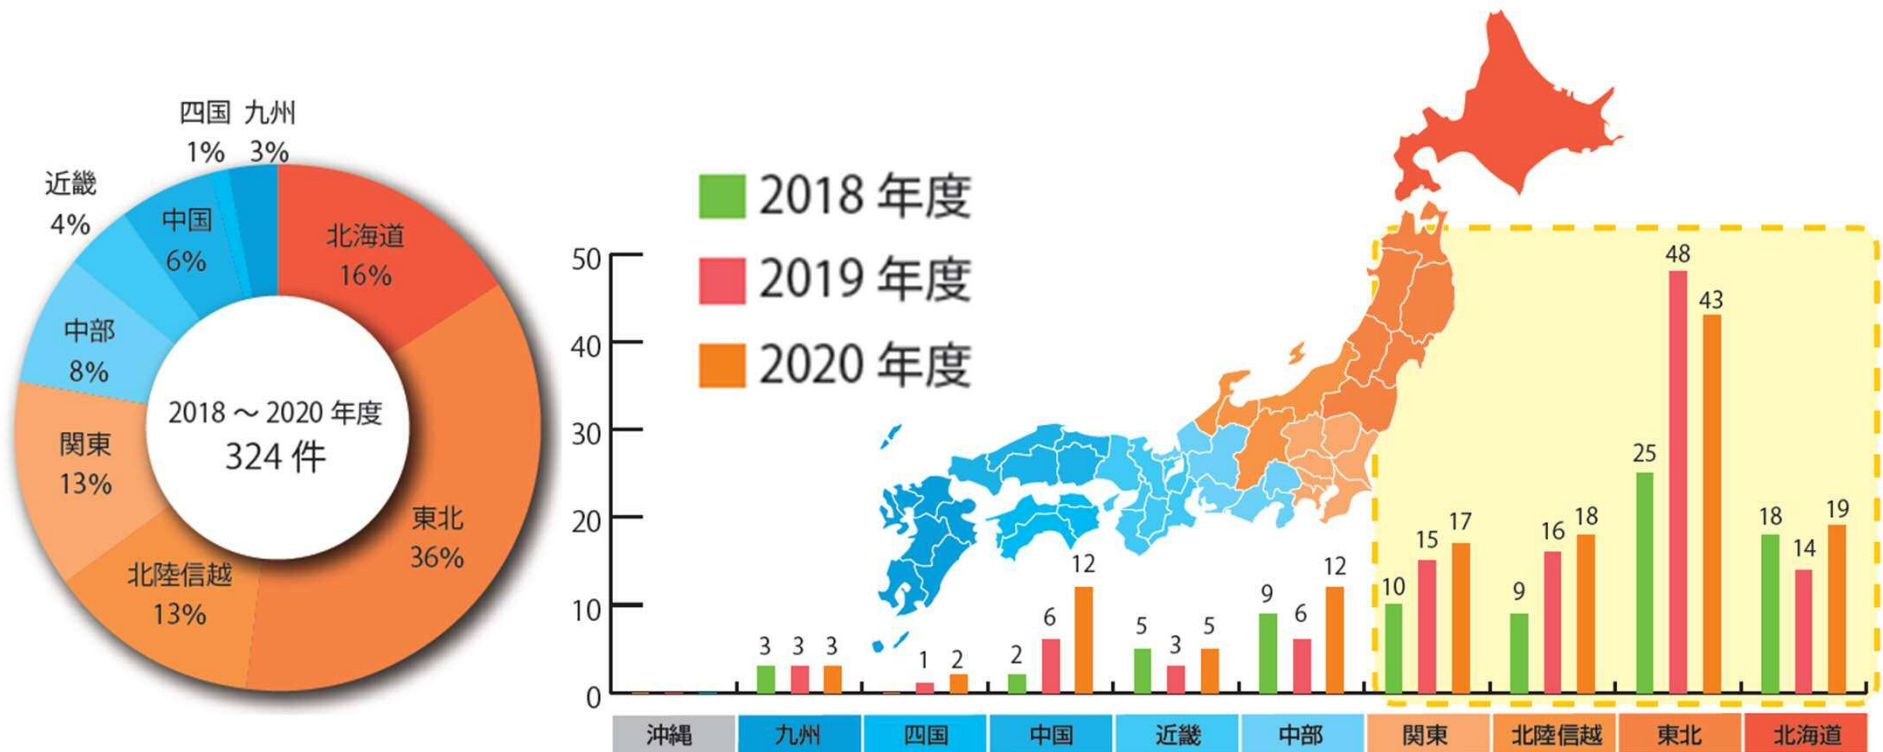 四国 九州
1% 3%
近畿
4%
中国
6%
北海道
16%
中部
8%
関東
13%
東北
36%
北陸信越
13%
2018～2020 年度
324 件
2018 年度
2019 年度
2020 年度
50
40
30
20
10
0
3 3 3
1 2
2 6 12
5 3 5
9 6 12
10 15 17
9 16 18
25 48 43
18 14 19
沖縄 九州 四国 中国 近畿 中部 関東 北陸信越 東北 北海道